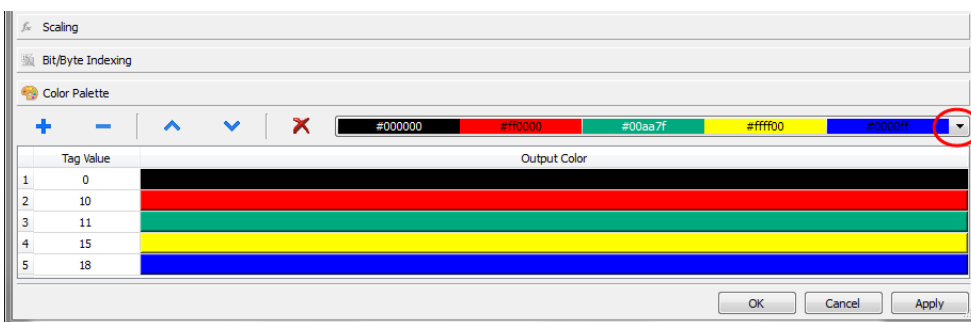 Scaling
Bit/Byte Indexing
Color Palette
#000000 #ff0000 #00aa7f #ffff00 #0000ff
Tag Value Output Color
1 0
2 10
3 11
4 15
5 18
OK Cancel Apply